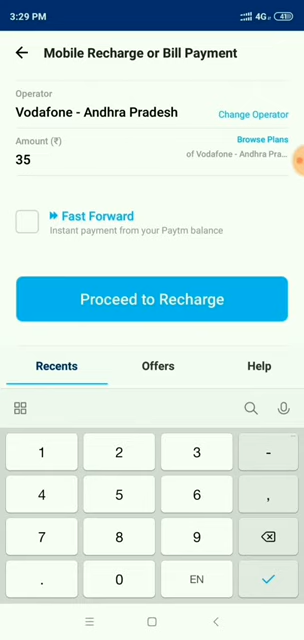 3:29 PM 4G 41
Mobile Recharge or Bill Payment
Operator
Vodafone - Andhra Pradesh
Change Operator
Amount (₹)
Browse Plans
35
of Vodafone - Andhra Pra...
Fast Forward
Instant payment from your Paytm balance
Proceed to Recharge
Recents Offers Help
1 2 3 -
4 5 6 ,
7 8 9
. 0 EN